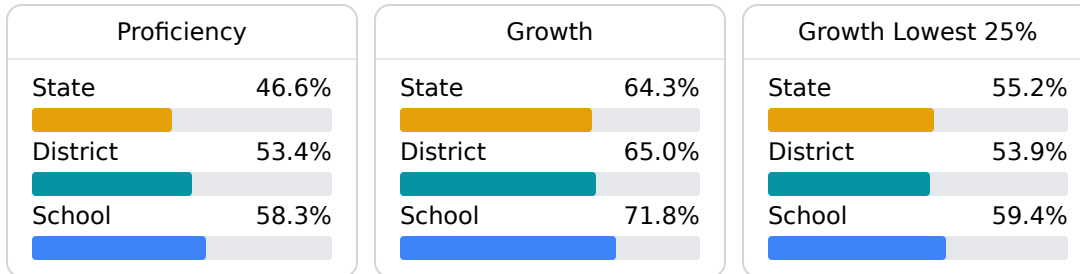 Proficiency
State 46.6%
District 53.4%
School 58.3%
Growth
State 64.3%
District 65.0%
School 71.8%
Growth Lowest 25%
State 55.2%
District 53.9%
School 59.4%